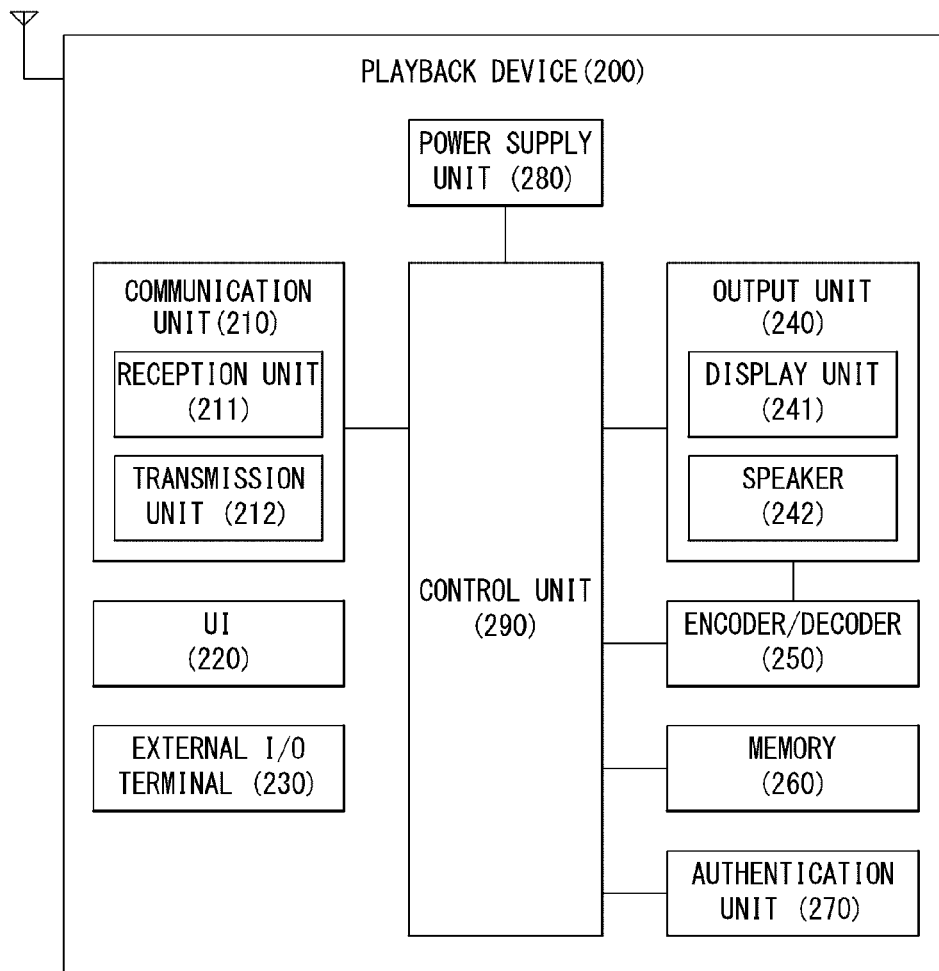 PLAYBACK DEVICE(200)
POWER SUPPLY
UNIT (280)
COMMUNICATION
UNIT(210)
RECEPTION UNIT
(211)
TRANSMISSION
UNIT (212)
UI
(220)
EXTERNAL I/O
TERMINAL (230)
CONTROL UNIT
(290)
OUTPUT UNIT
(240)
DISPLAY UNIT
(241)
SPEAKER
(242)
ENCODER/DECODER
(250)
MEMORY
(260)
AUTHENTICATION
UNIT (270)